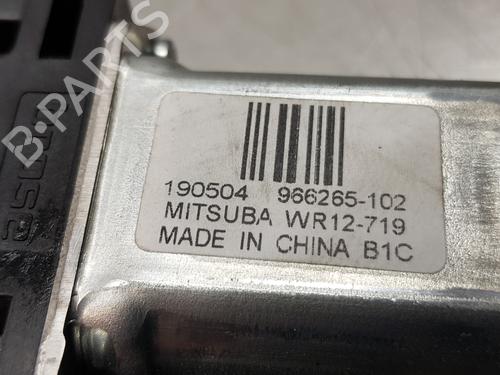 B-PARTS
190504 966265-102
MITSUBA WR12-719
MADE IN CHINA B1C